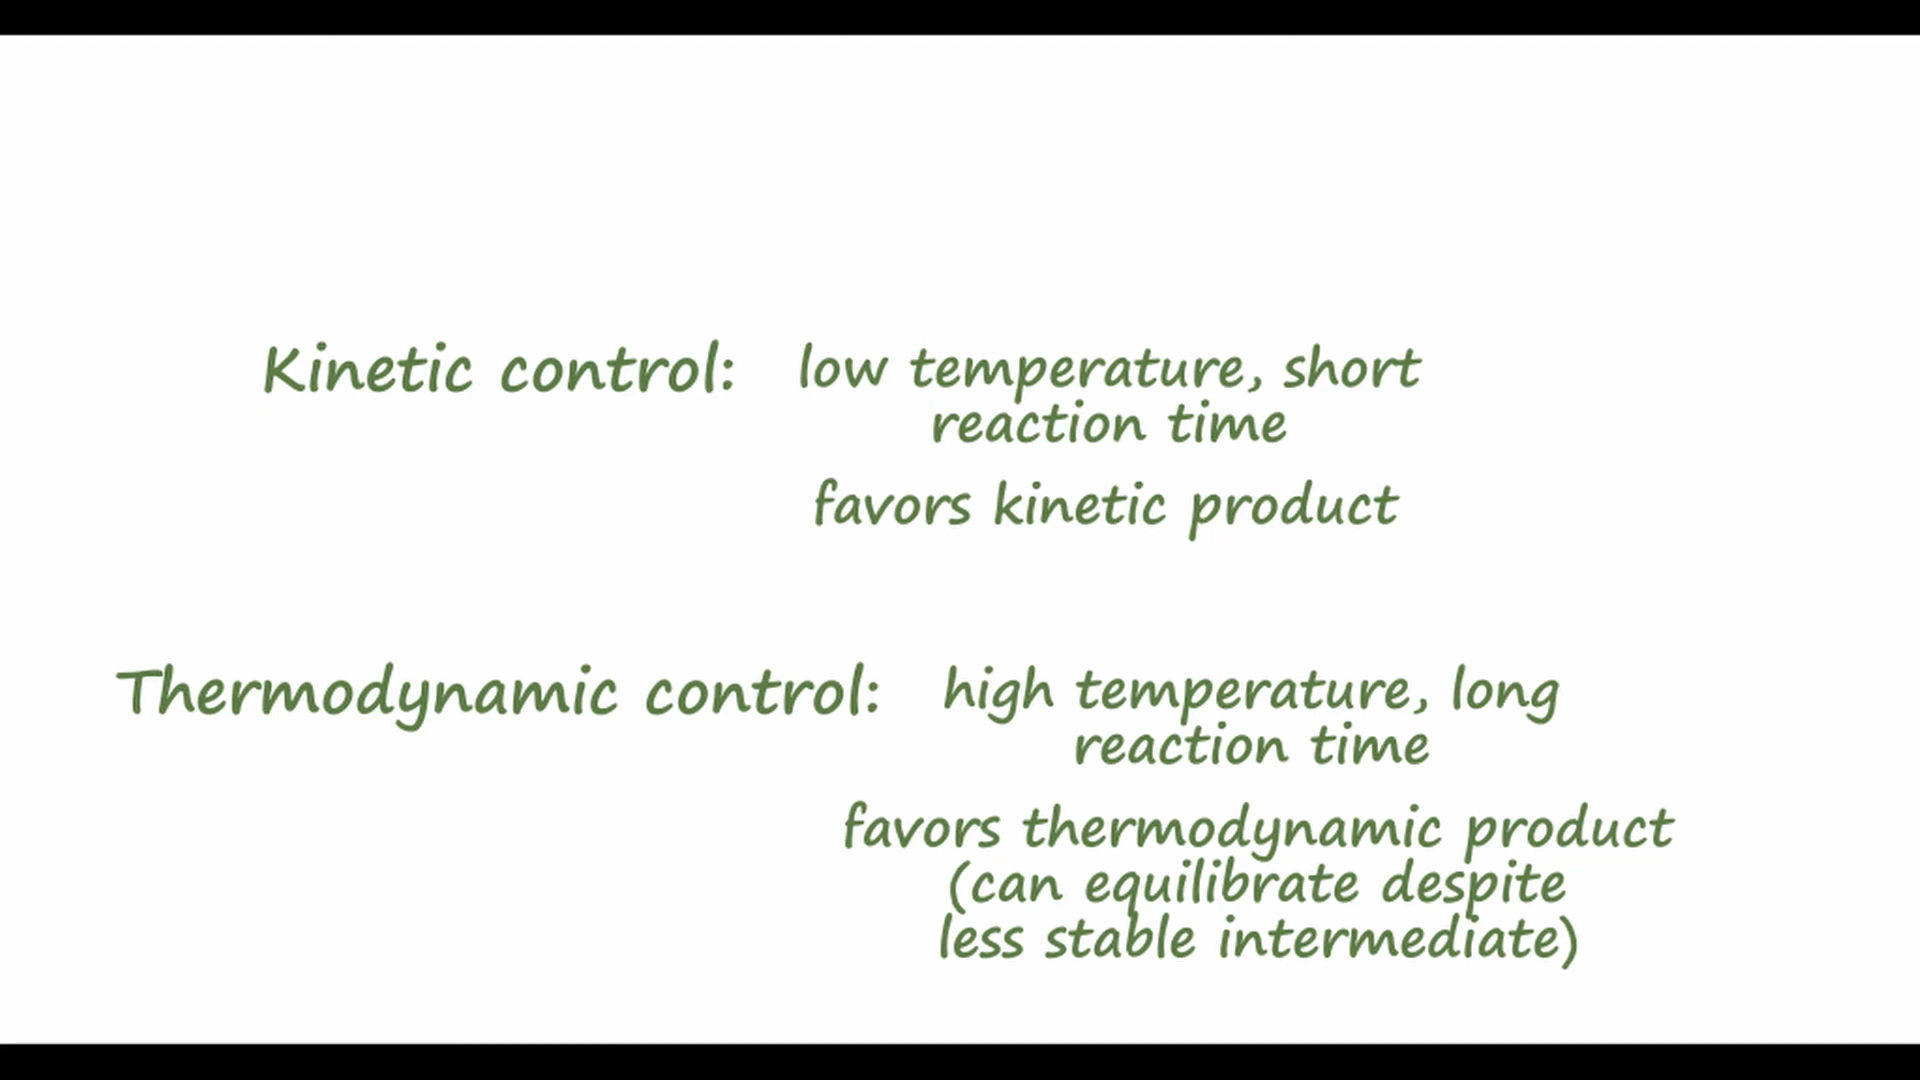 Kinetic control: low temperature, short
reaction time
favors kinetic product
Thermodynamic control: high temperature, long
reaction time
favors thermodynamic product
(can equilibrate despite
less stable intermediate)